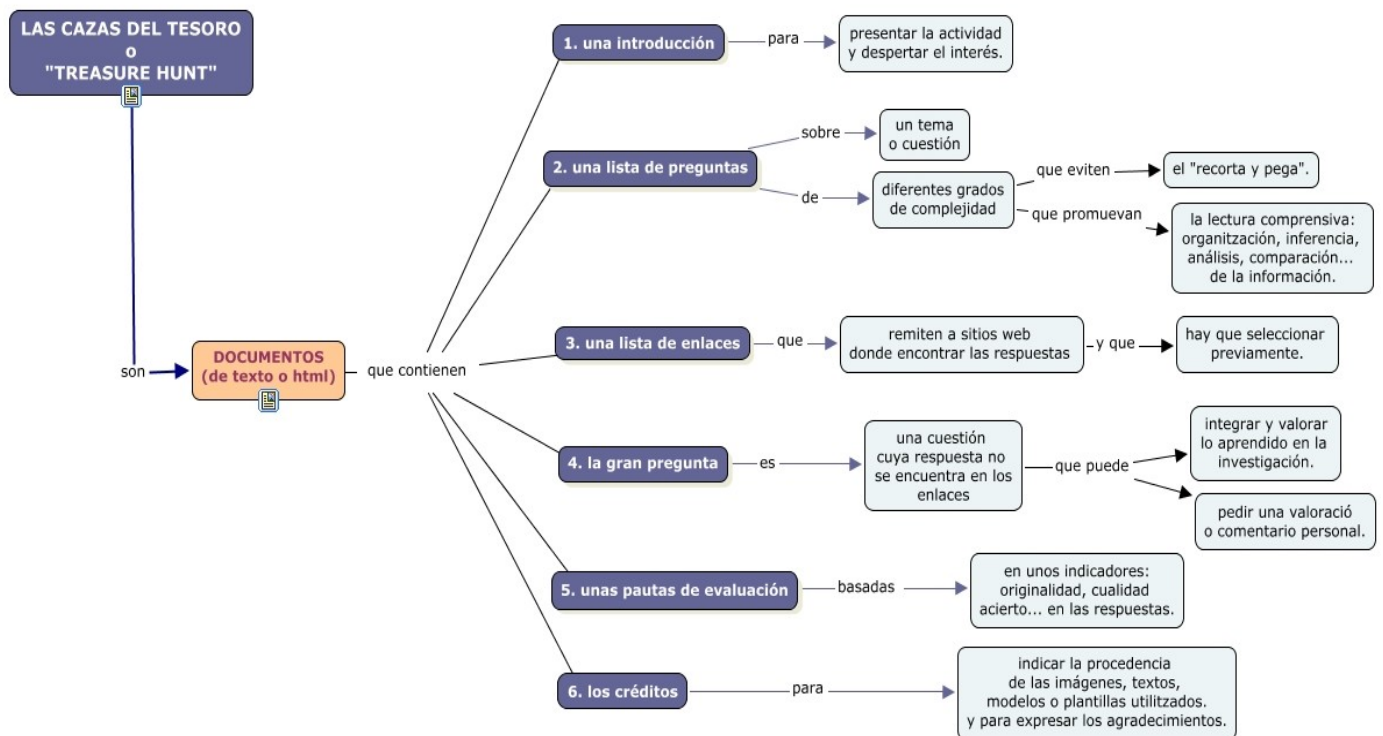 LAS CAZAS DEL TESORO
o
"TREASURE HUNT"
son
DOCUMENTOS
(de texto o html)
que contienen
1. una introducción
para
presentar la actividad
y despertar el interés.
2. una lista de preguntas
sobre
un tema
o cuestión
de
diferentes grados
de complejidad
que eviten
el "recorta y pega".
que promuevan
la lectura comprensiva:
organitzación, inferencia,
análisis, comparación...
de la información.
3. una lista de enlaces
que
remiten a sitios web
donde encontrar las respuestas
y que
hay que seleccionar
previamente.
4. la gran pregunta
es
una cuestión
cuya respuesta no
se encuentra en los
enlaces
que puede
integrar y valorar
lo aprendido en la
investigación.
pedir una valoració
o comentario personal.
5. unas pautas de evaluación
basadas
en unos indicadores:
originalidad, cualidad
acierto... en las respuestas.
6. los créditos
para
indicar la procedencia
de las imágenes, textos,
modelos o plantillas utilitzados.
y para expresar los agradecimientos.